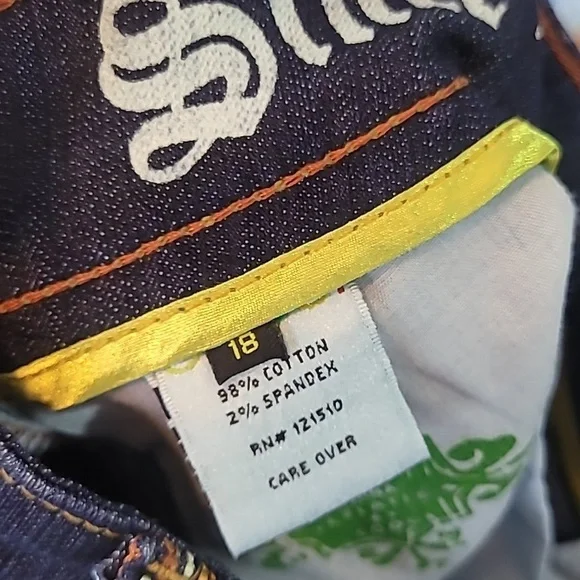 18
98% COTTON
2% SPANDEX
RN# 121510
CARE OVER